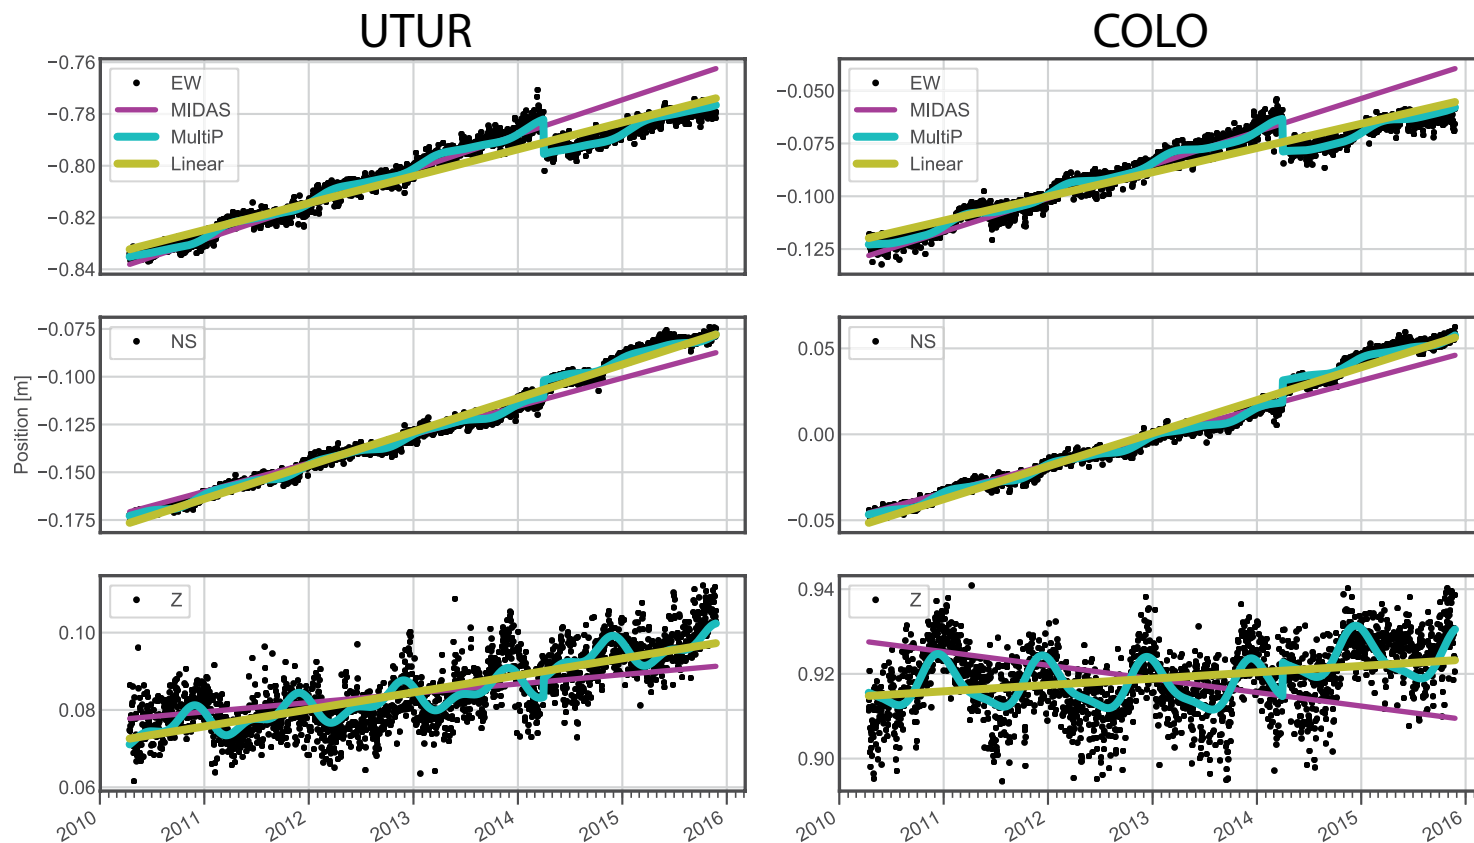 UTUR
COLO
−0.76
−0.78
−0.80
−0.82
−0.84
EW
MIDAS
MultiP
Linear
−0.050
−0.075
−0.100
−0.125
EW
MIDAS
MultiP
Linear
Position [m]
−0.075
−0.100
−0.125
−0.150
−0.175
NS
0.05
0.00
−0.05
NS
0.10
0.08
0.06
Z
0.94
0.92
0.90
Z
2010 2011 2012 2013 2014 2015 2016
2010 2011 2012 2013 2014 2015 2016